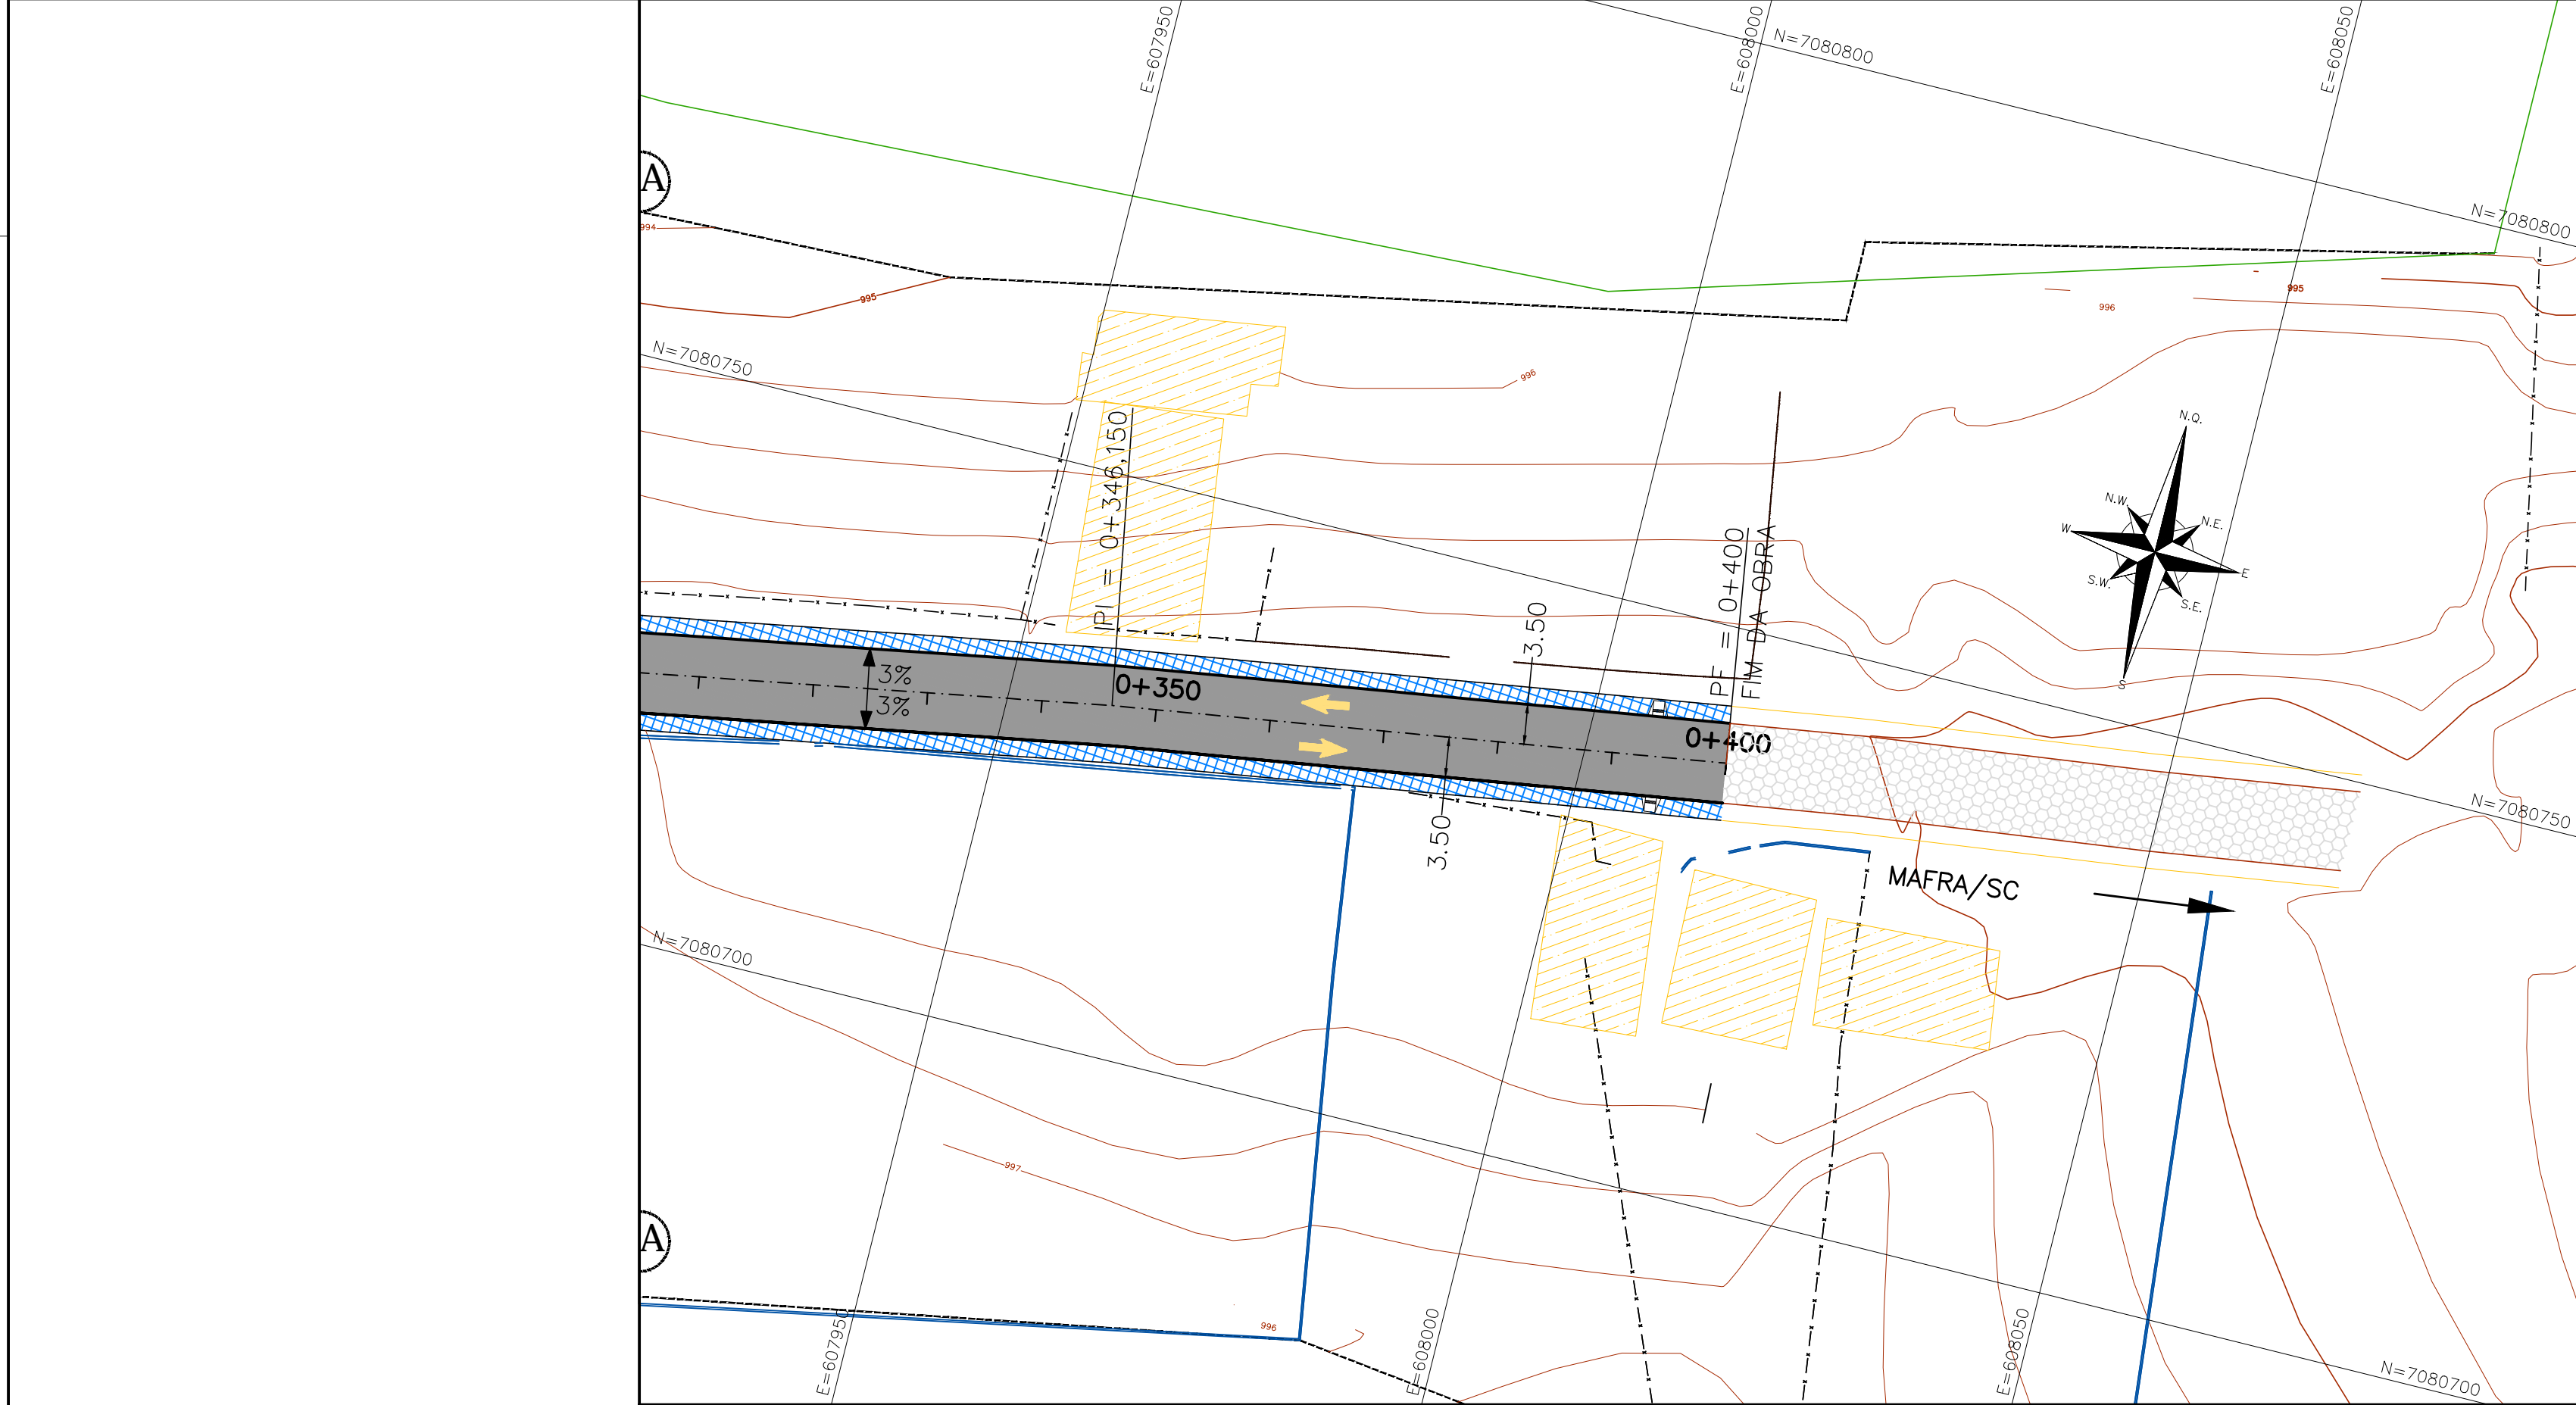 E=607950
E=608000
E=608050
N=7080800
A
N=7080800
994
995
995
996
N=7080750
996
N.Q.
PI = 0+346,150
N.W.
N.E.
W
E
S.W.
S.E.
S
PF = 0+400
FIM DA OBRA
3.50
3%
3%
0+350
0+400
N=7080750
3.50
MAFRA/SC
N=7080700
997
A
996
E=607950
E=608000
E=608050
N=7080700